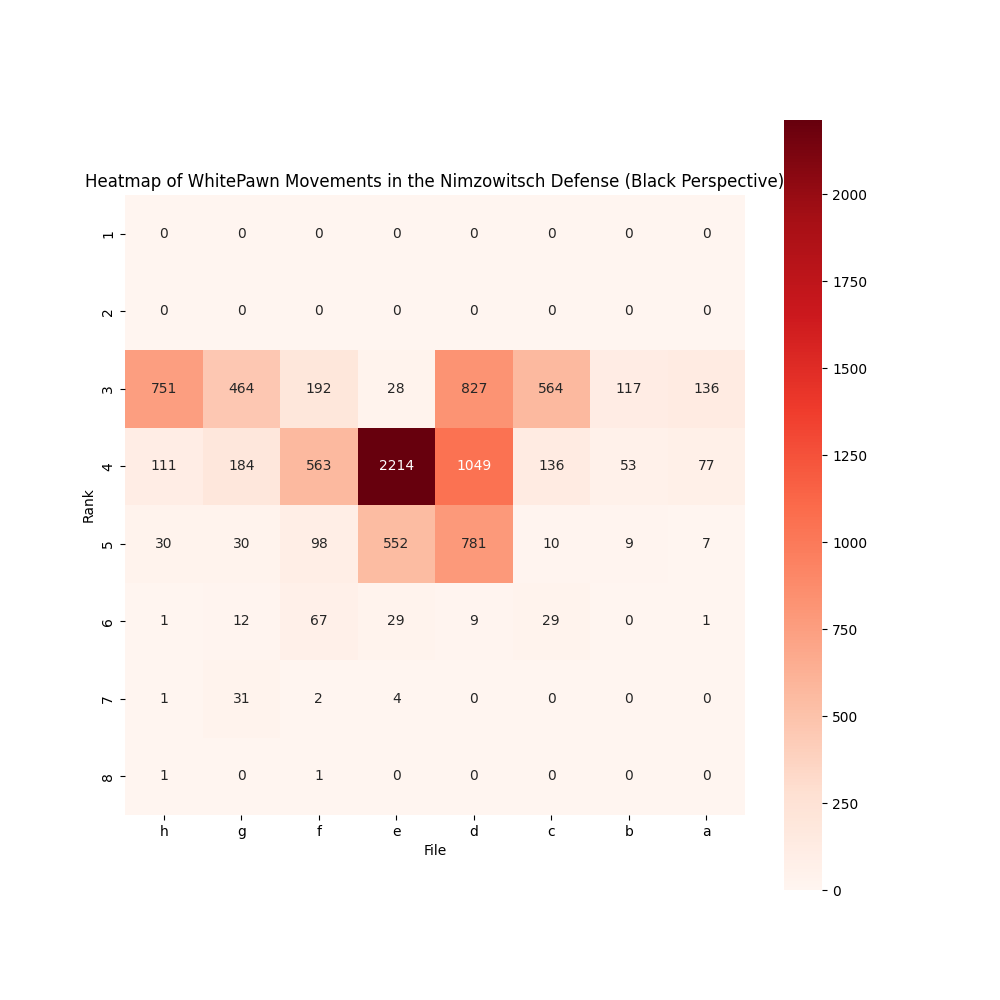 Heatmap of WhitePawn Movements in the Nimzowitsch Defense (Black Perspective)
1 0 0 0 0 0 0 0 0
2 0 0 0 0 0 0 0 0
3 751 464 192 28 827 564 117 136
4 111 184 563 2214 1049 136 53 77
5 30 30 98 552 781 10 9 7
6 1 12 67 29 9 29 0 1
7 1 31 2 4 0 0 0 0
8 1 0 1 0 0 0 0 0
h g f e d c b a
File
Rank
2000
1750
1500
1250
1000
750
500
250
0